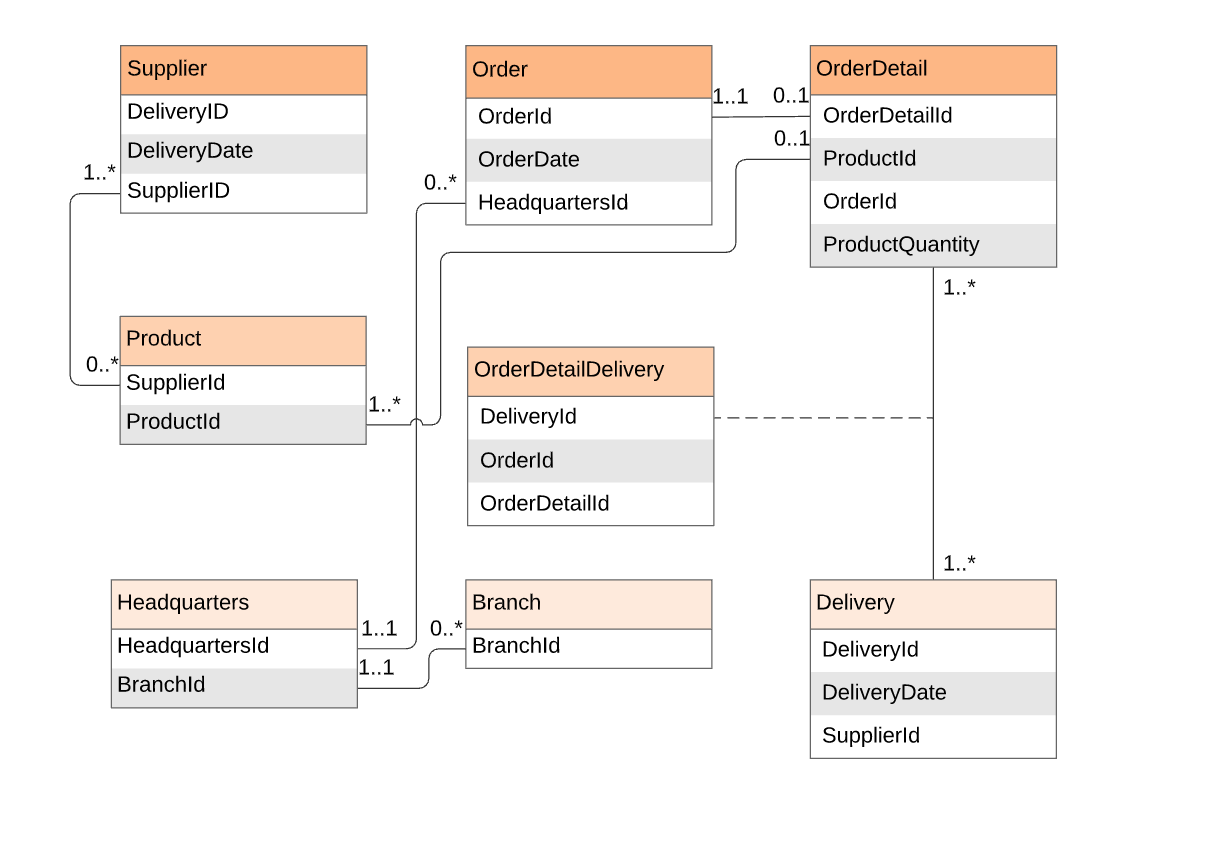 Supplier
DeliveryID
DeliveryDate
SupplierID
1..*
0..*
Order
OrderId
OrderDate
HeadquartersId
1..1
0..1
0..*
OrderDetail
OrderDetailId
ProductId
OrderId
ProductQuantity
0..1
1..*
Product
SupplierId
ProductId
1..*
OrderDetailDelivery
DeliveryId
OrderId
OrderDetailId
1..*
Headquarters
HeadquartersId
BranchId
1..1
1..1
0..*
Branch
BranchId
Delivery
DeliveryId
DeliveryDate
SupplierId